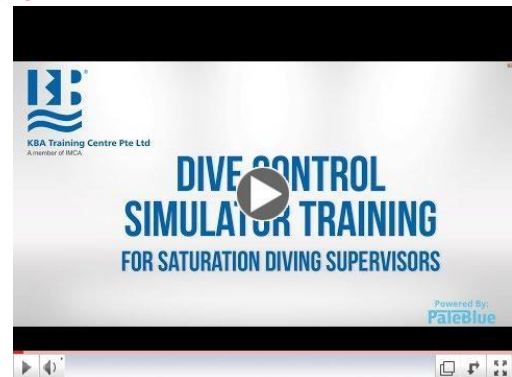 KB
KBA Training Centre Pte Ltd
A member of IMCA
DIVE CONTROL
SIMULATOR TRAINING
FOR SATURATION DIVING SUPERVISORS
Powered By:
PaleBlue